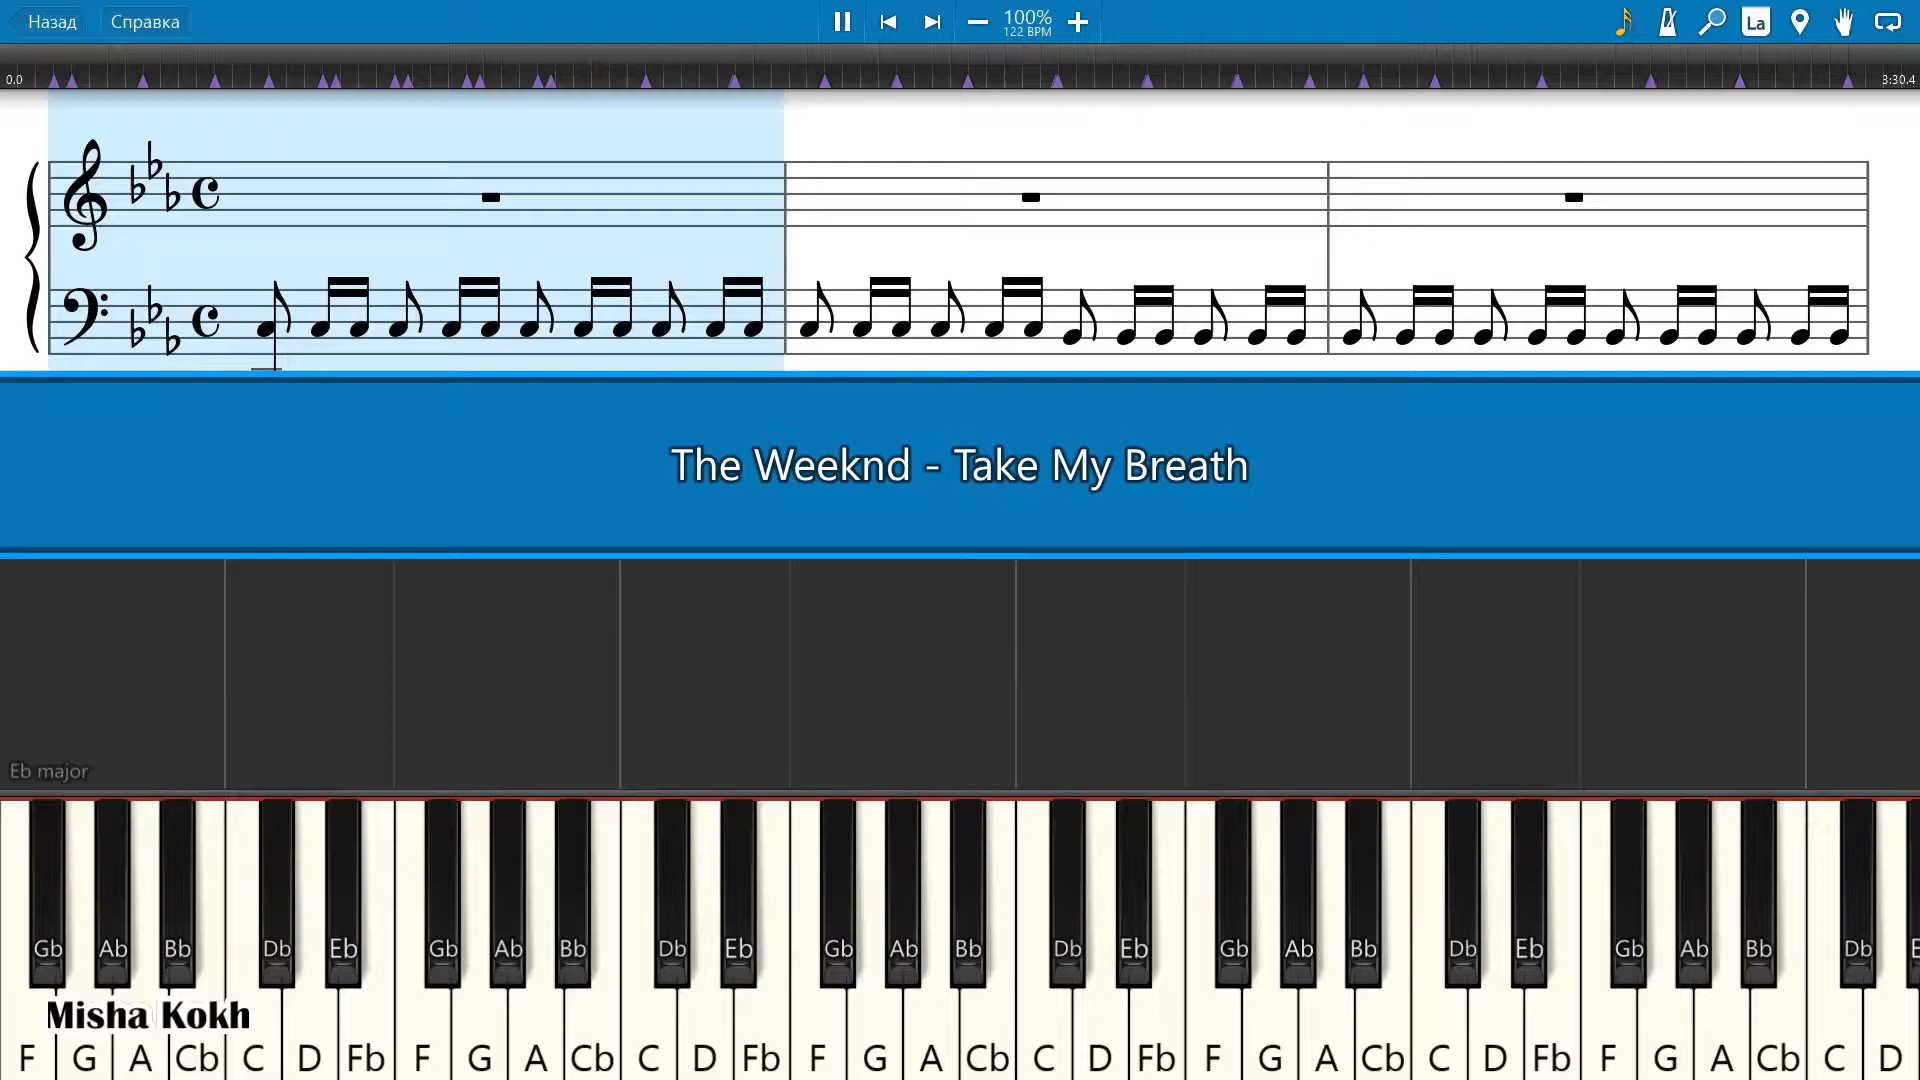 Назад Справка 100% La
122 BPM
0.0 3:30.4
The Weeknd - Take My Breath
Eb major
Gb Ab Bb Db Eb Gb Ab Bb Db Eb Gb Ab Bb Db Eb Gb Ab Bb Db Eb Gb Ab Bb Db
Misha Kokh
F G A Cb C D Fb F G A Cb C D Fb F G A Cb C D Fb F G A Cb C D Fb F G A Cb C D